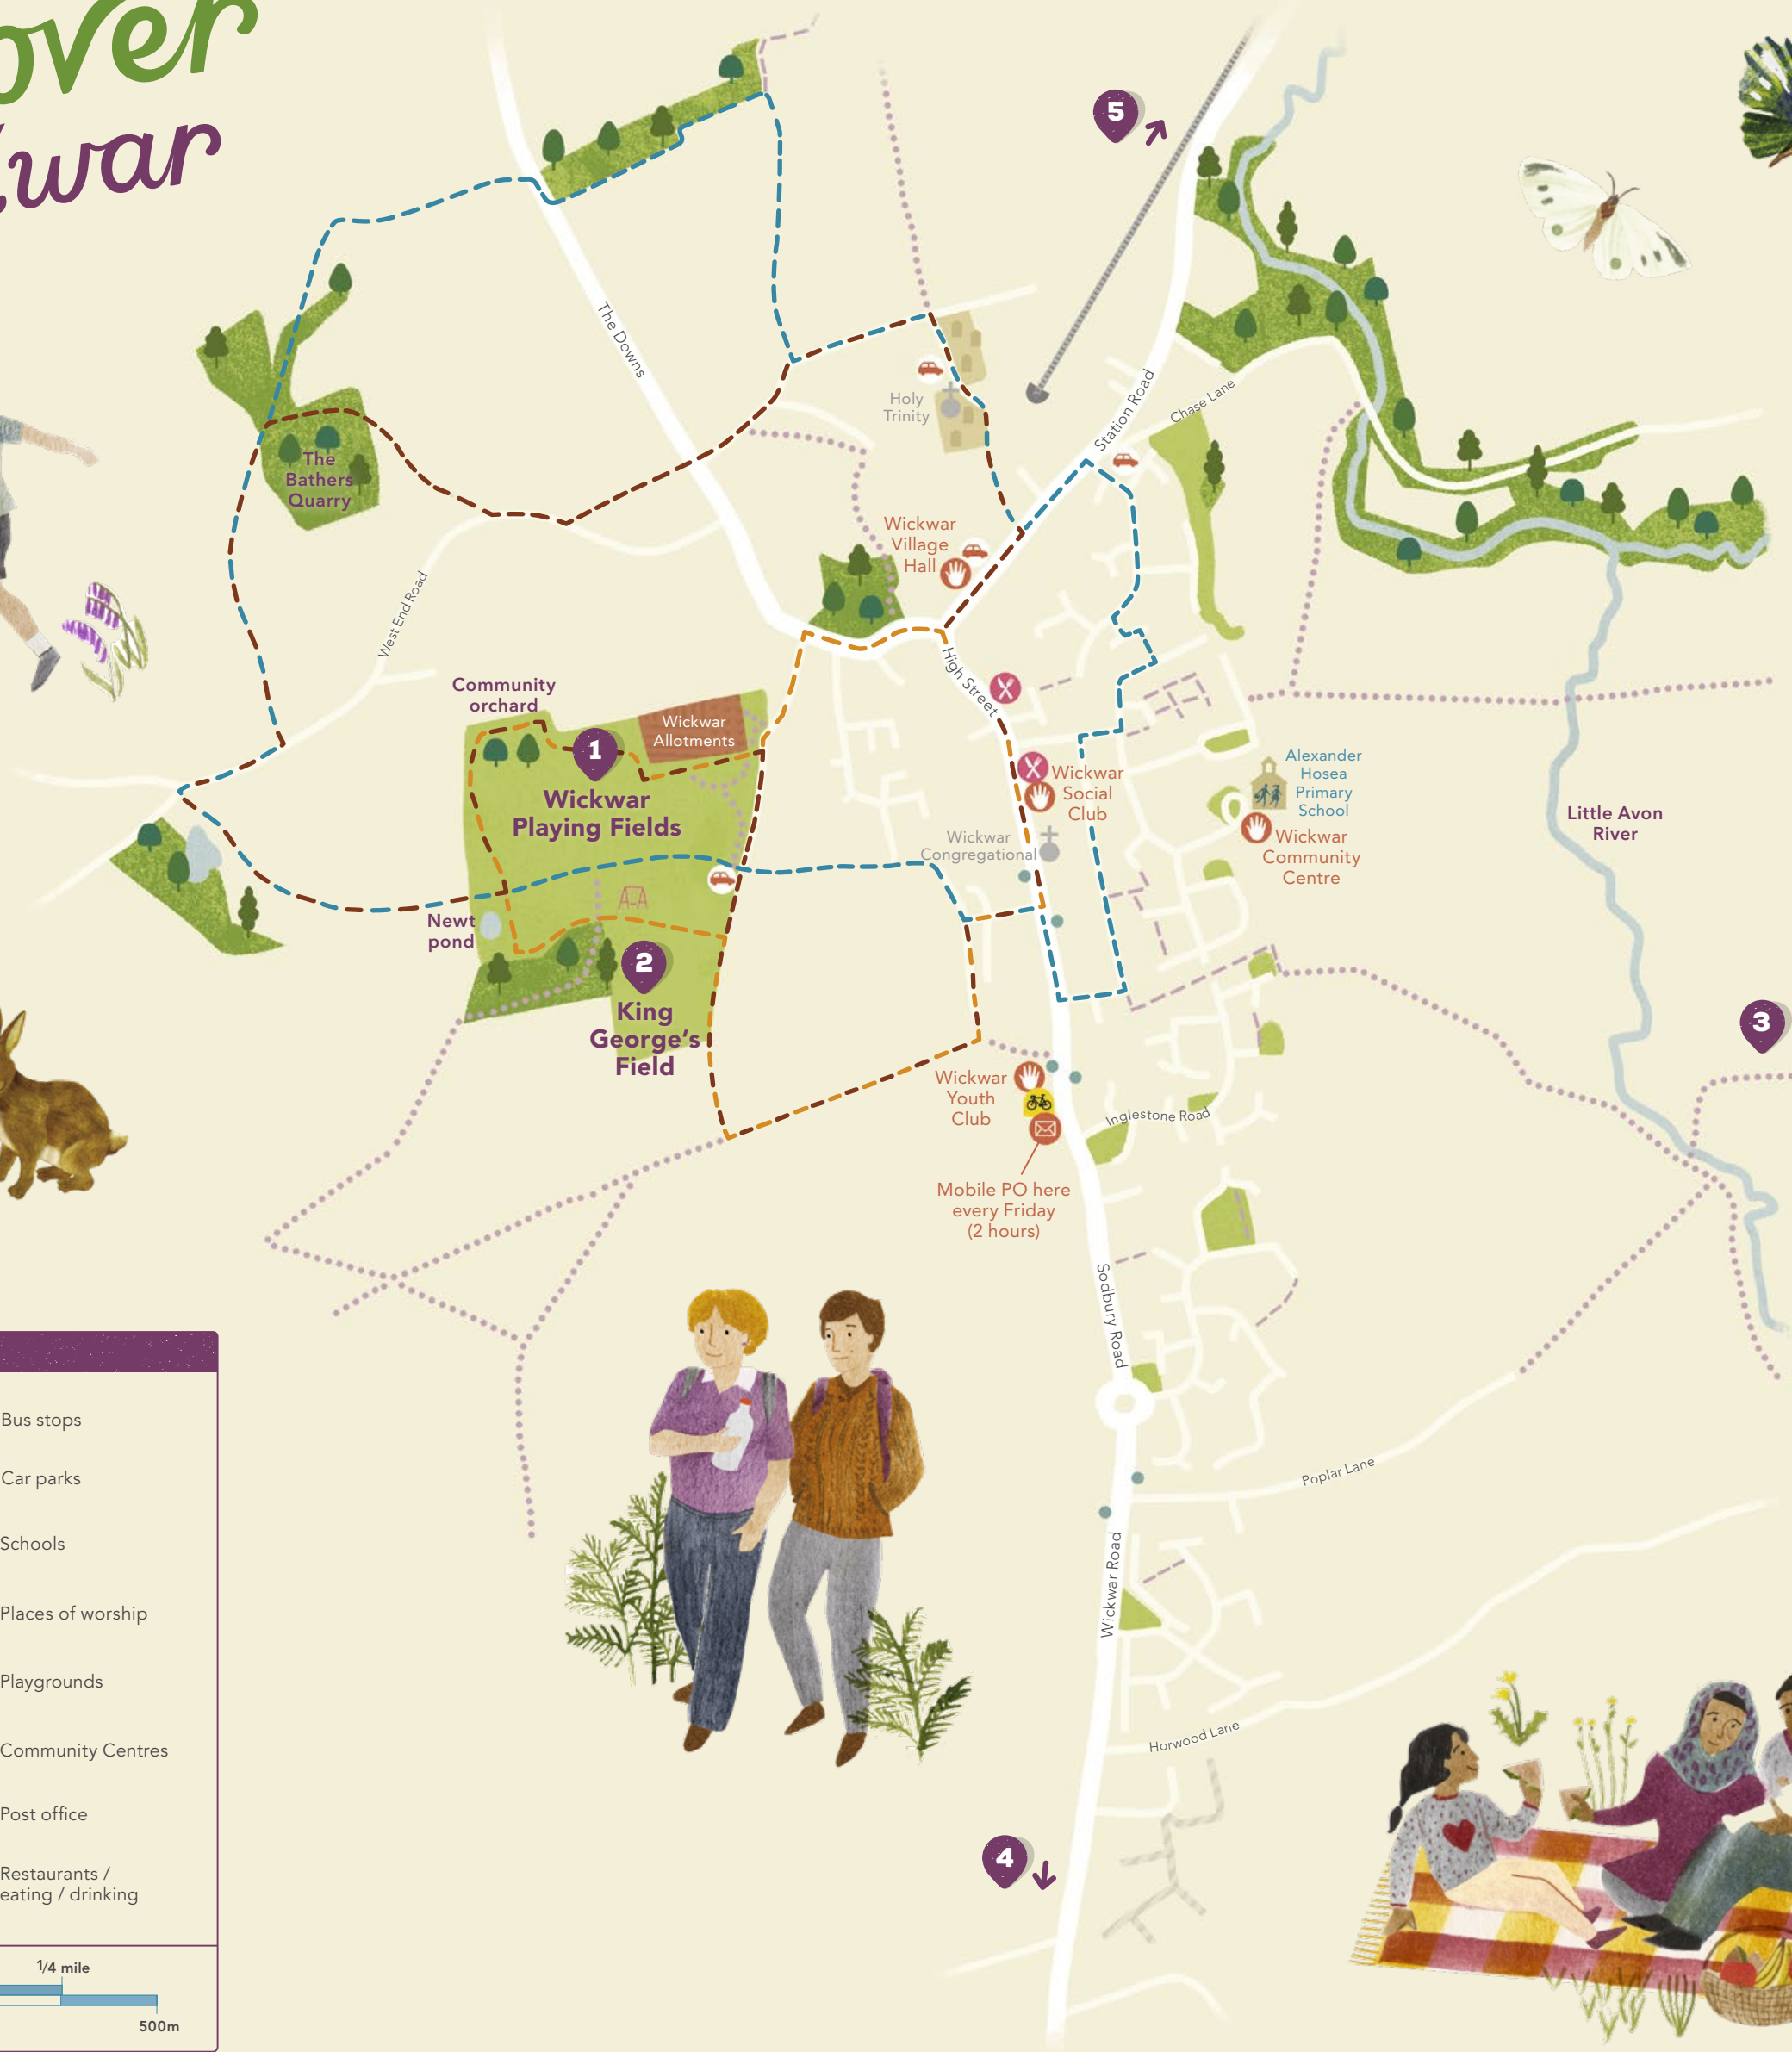 over
war
5
The Downs
Holy
Trinity
Station Road
Chase Lane
The
Bathers
Quarry
Wickwar
Village
Hall
West End Road
High Street
Community
orchard
Wickwar
Allotments
1
Wickwar
Playing Fields
Wickwar
Social
Club
Alexander
Hosea
Primary
School
Wickwar
Community
Centre
Little Avon
River
Wickwar
Congregational
Newt
pond
2
King
George's
Field
3
Wickwar
Youth
Club
Inglestone Road
Mobile PO here
every Friday
(2 hours)
Sodbury Road
Poplar Lane
Wickwar Road
Horwood Lane
4
Bus stops
Car parks
Schools
Places of worship
Playgrounds
Community Centres
Post office
Restaurants /
eating / drinking
1/4 mile
500m